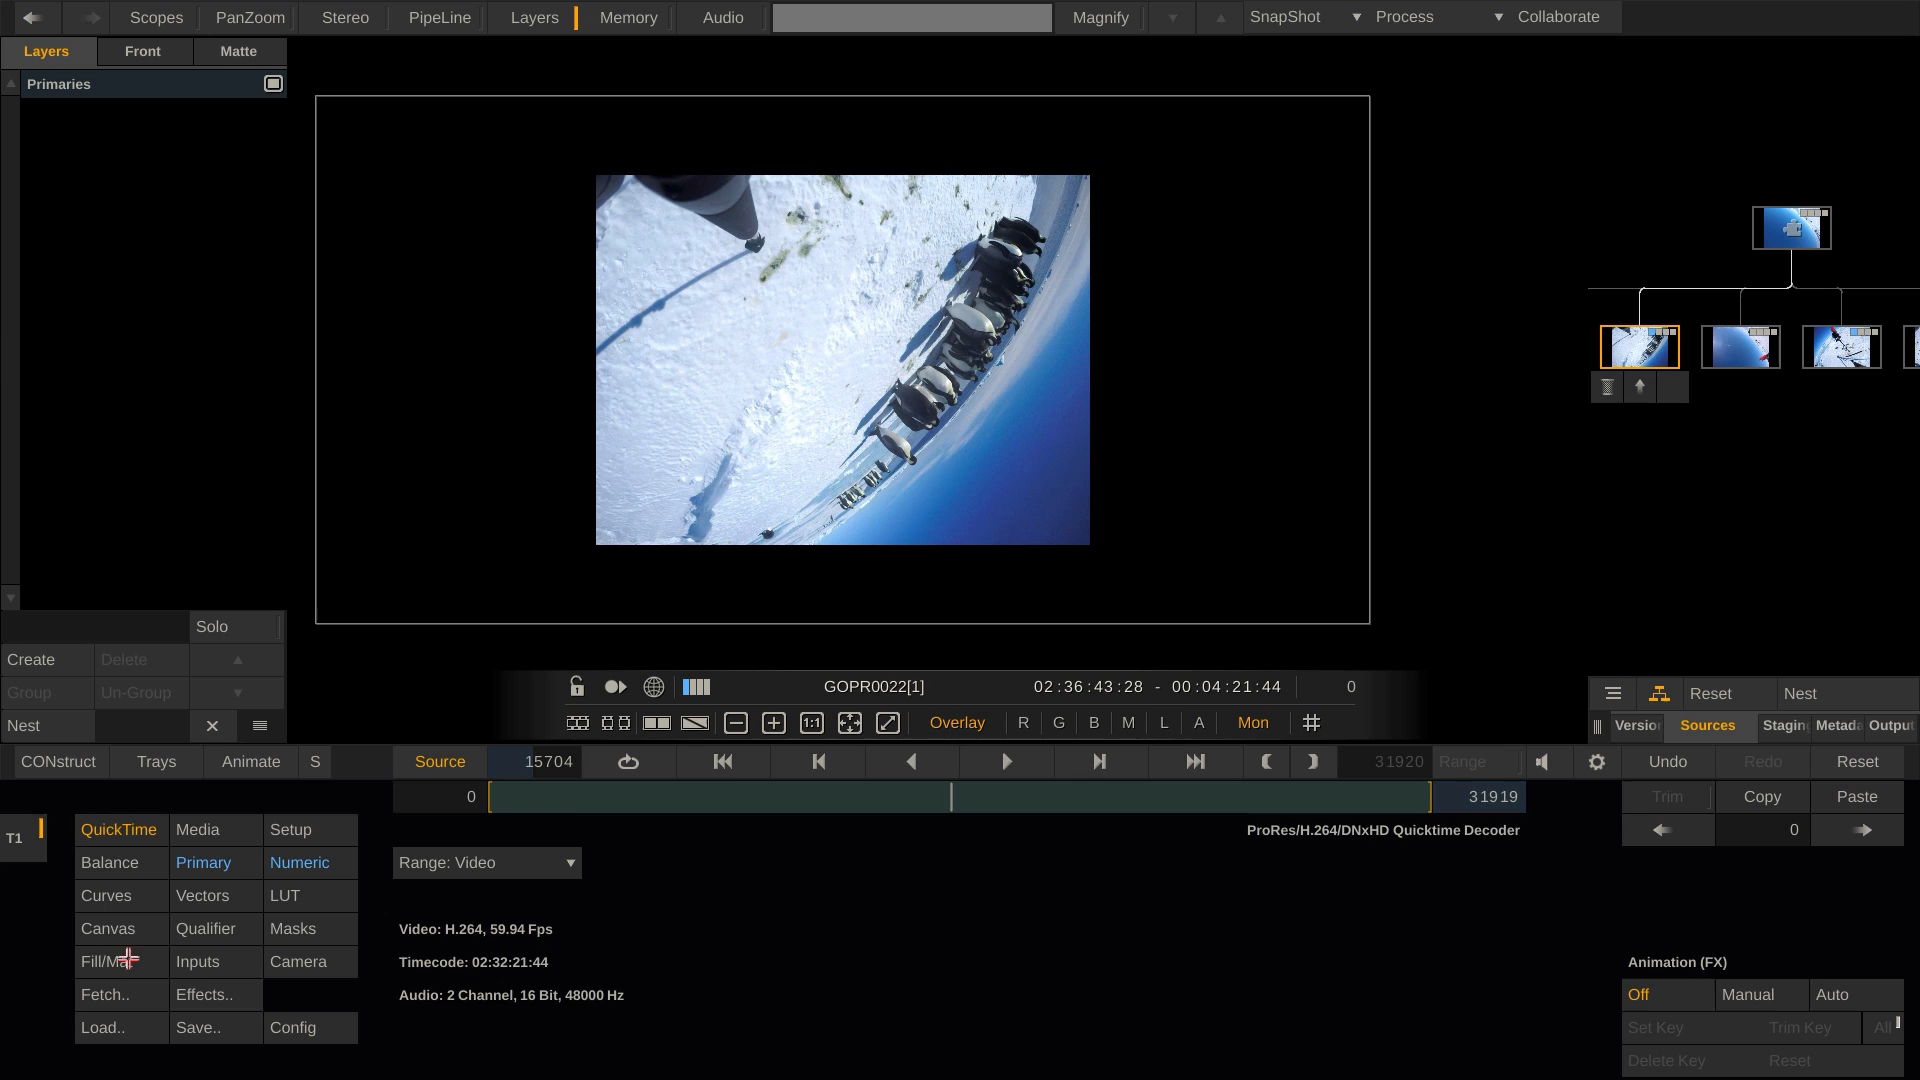 Scopes PanZoom Stereo PipeLine Layers Memory Audio Magnify SnapShot Process Collaborate
Layers Front Matte
Primaries
Solo
Create Delete
Group Un-Group
Nest
GOPR0022[1] 02:36:43:28 - 00:04:21:44 0
1:1 Overlay R G B M L A Mon
Reset Nest
Sources
CONstruct Trays Animate S Source 15704 31920 Range Undo Redo Reset
0 31919 Trim Copy Paste
T1
QuickTime Media Setup ProRes/H.264/DNxHD Quicktime Decoder 0
Balance Primary Numeric Range: Video
Curves Vectors LUT
Canvas Qualifier Masks Video: H.264, 59.94 Fps
Inputs Camera Timecode: 02:32:21:44 Animation (FX)
Fetch.. Effects.. Audio: 2 Channel, 16 Bit, 48000 Hz Off Manual Auto
Load.. Save.. Config Set Key Trim Key All
Delete Key Reset